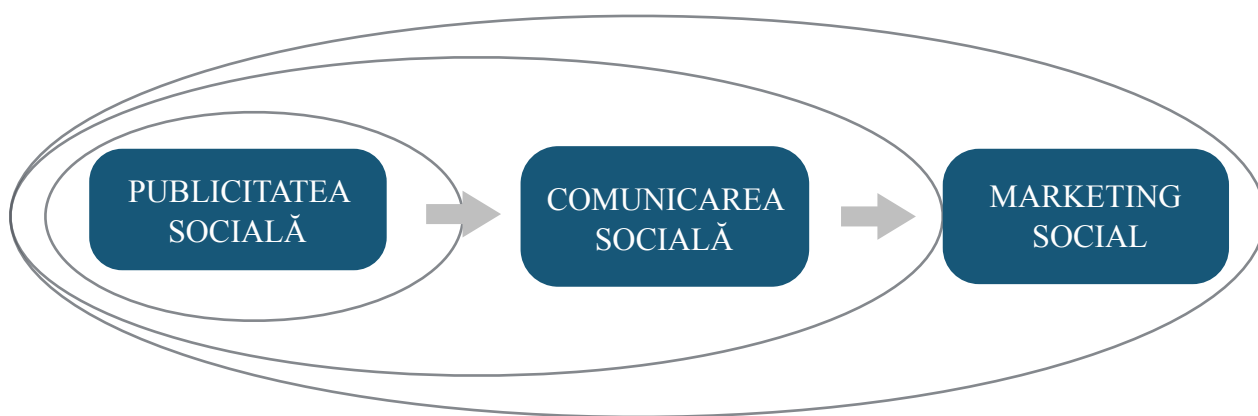 PUBLICITATEA
SOCIALĂ
COMUNICAREA
SOCIALĂ
MARKETING
SOCIAL